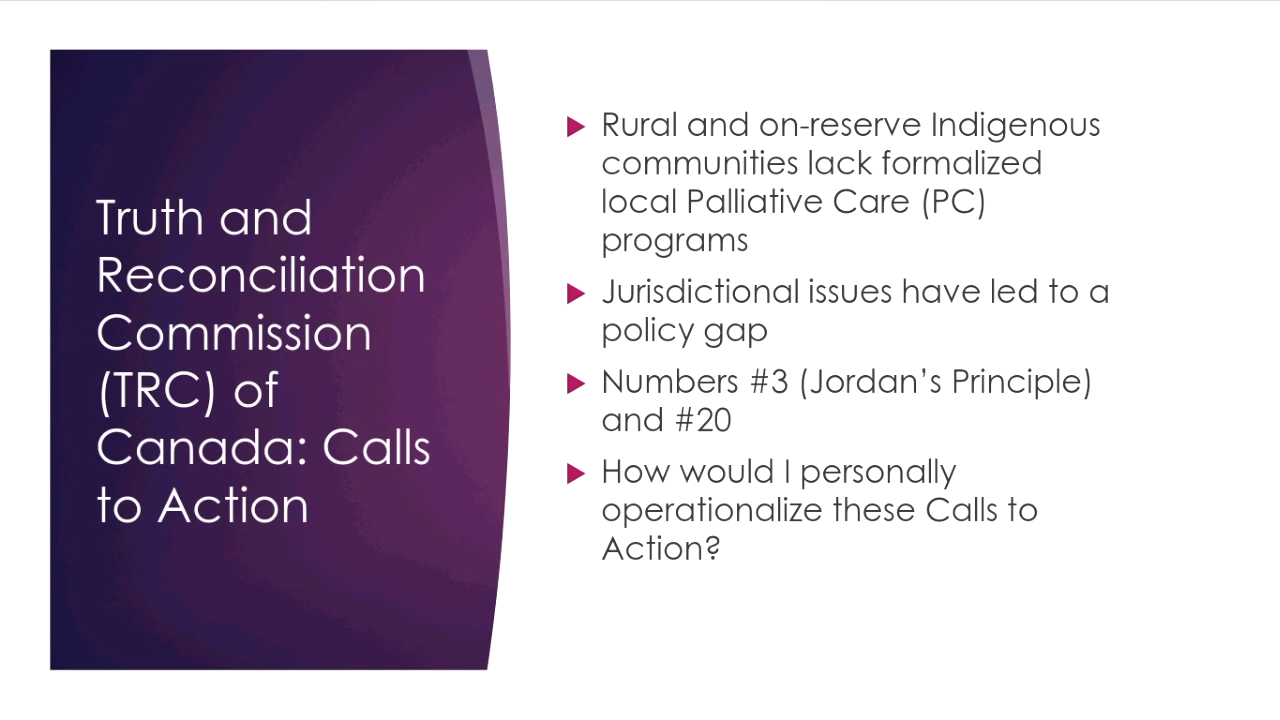 Truth and
Reconciliation
Commission
(TRC) of
Canada: Calls
to Action
Rural and on-reserve Indigenous
communities lack formalized
local Palliative Care (PC)
programs
Jurisdictional issues have led to a
policy gap
Numbers #3 (Jordan’s Principle)
and #20
How would I personally
operationalize these Calls to
Action?